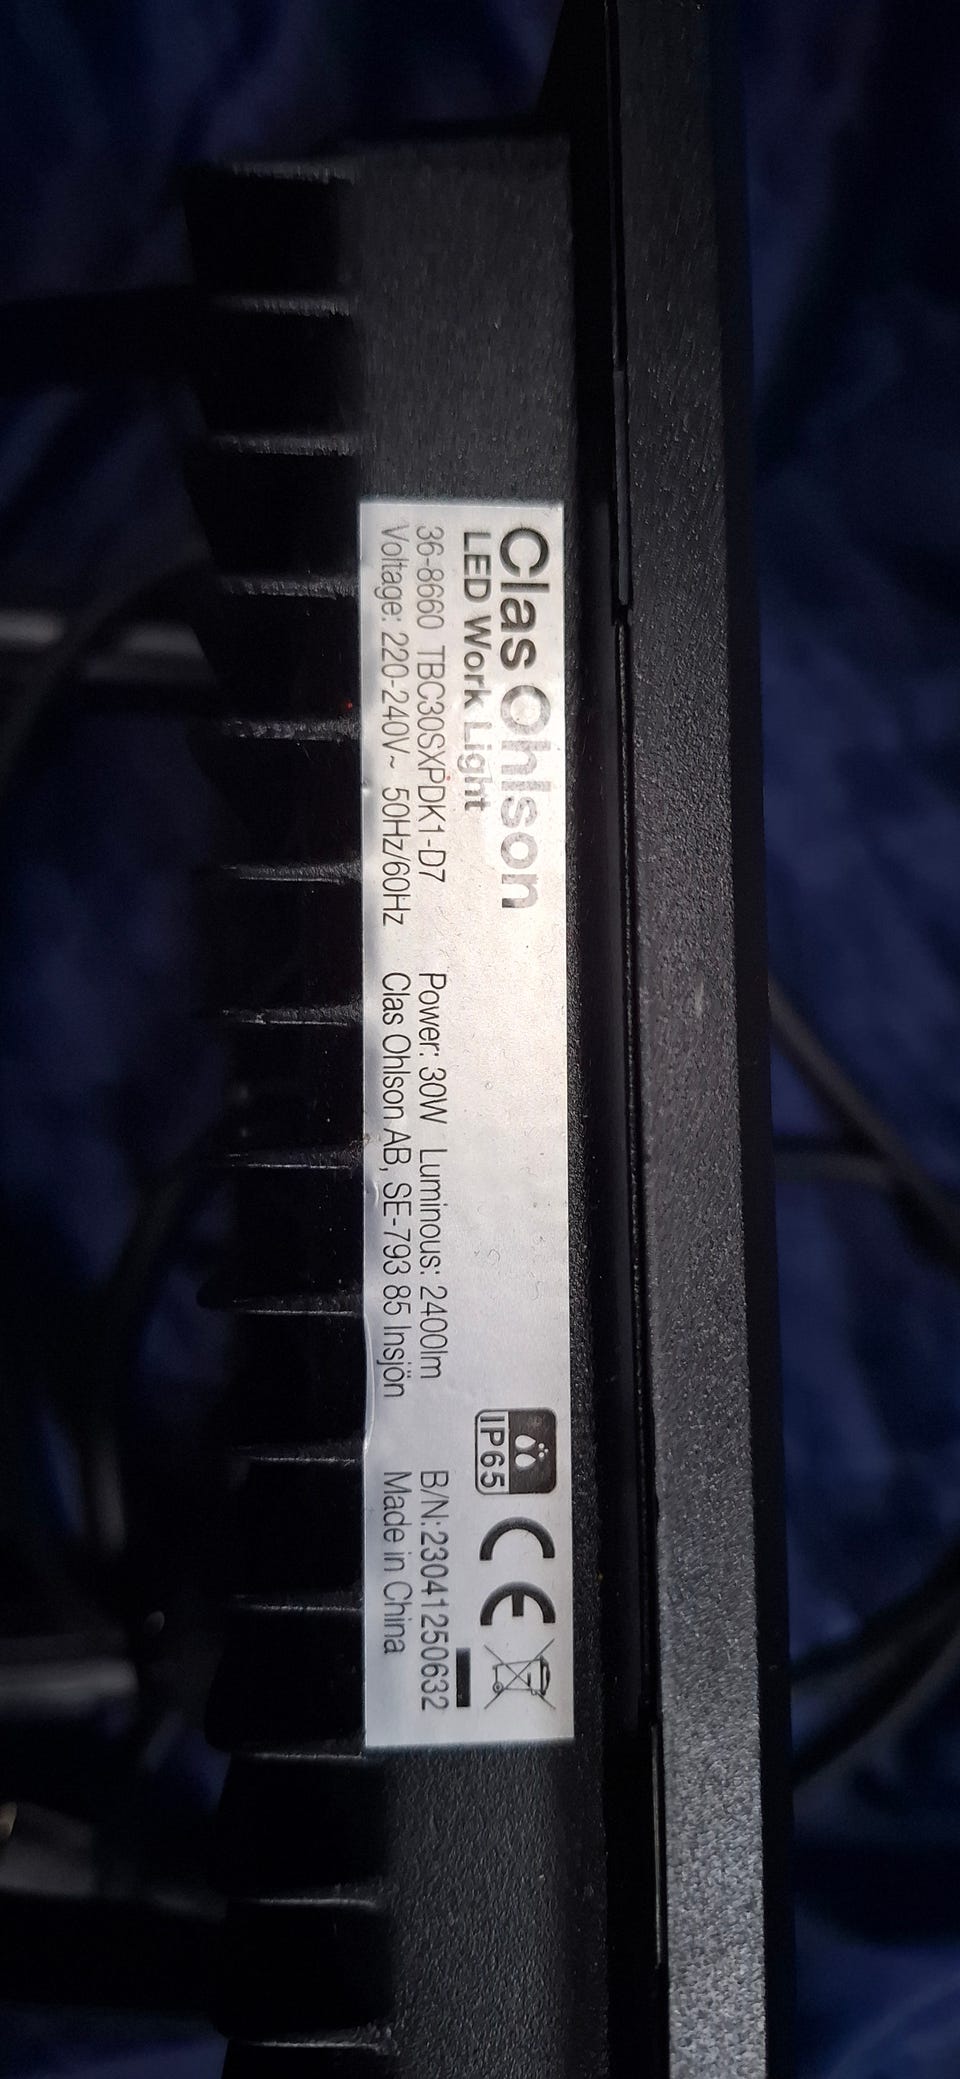 Clas Ohlson
LED Work Light
IP65
CE
36-8660 TBC30SXPDK1-D7 Power: 30W Luminous: 2400lm B/N:23041250632
Voltage: 220-240V~ 50Hz/60Hz Clas Ohlson AB, SE-793 85 Insjön Made in China